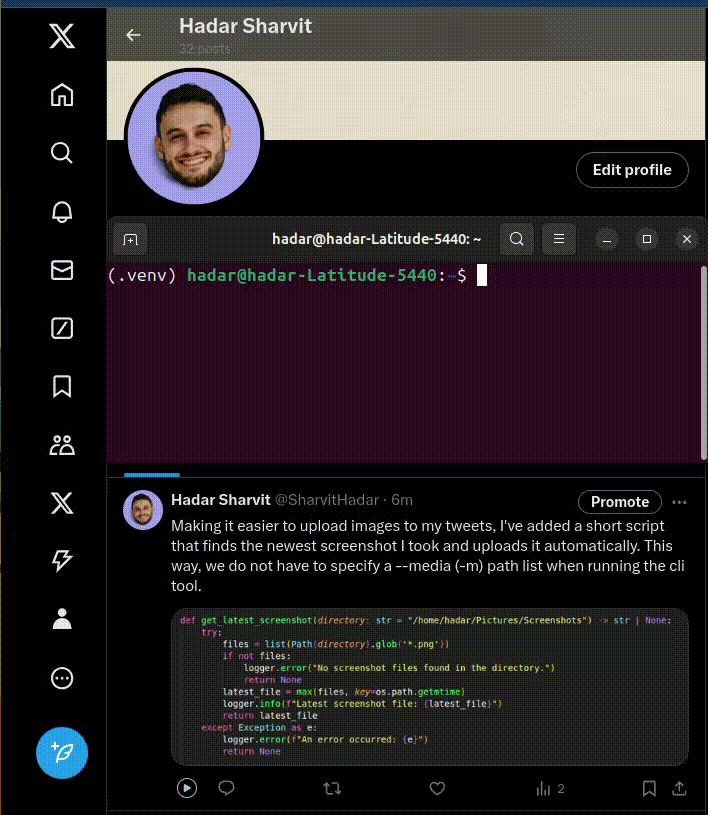 Hadar Sharvit
32 posts
Edit profile
hadar@hadar-Latitude-5440: ~
(.venv) hadar@hadar-Latitude-5440:~$
Hadar Sharvit @SharvitHadar · 6m
Promote
Making it easier to upload images to my tweets, I've added a short script
that finds the newest screenshot I took and uploads it automatically. This
way, we do not have to specify a --media (-m) path list when running the cli
tool.
def get_latest_screenshot(directory: str = "/home/hadar/Pictures/Screenshots") -> str | None:
try:
files = list(Path(directory).glob('*.png'))
if not files:
logger.error("No screenshot files found in the directory.")
return None
latest_file = max(files, key=os.path.getmtime)
logger.info(f"Latest screenshot file: {latest_file}")
return latest_file
except Exception as e:
logger.error(f"An error occurred: {e}")
return None
2